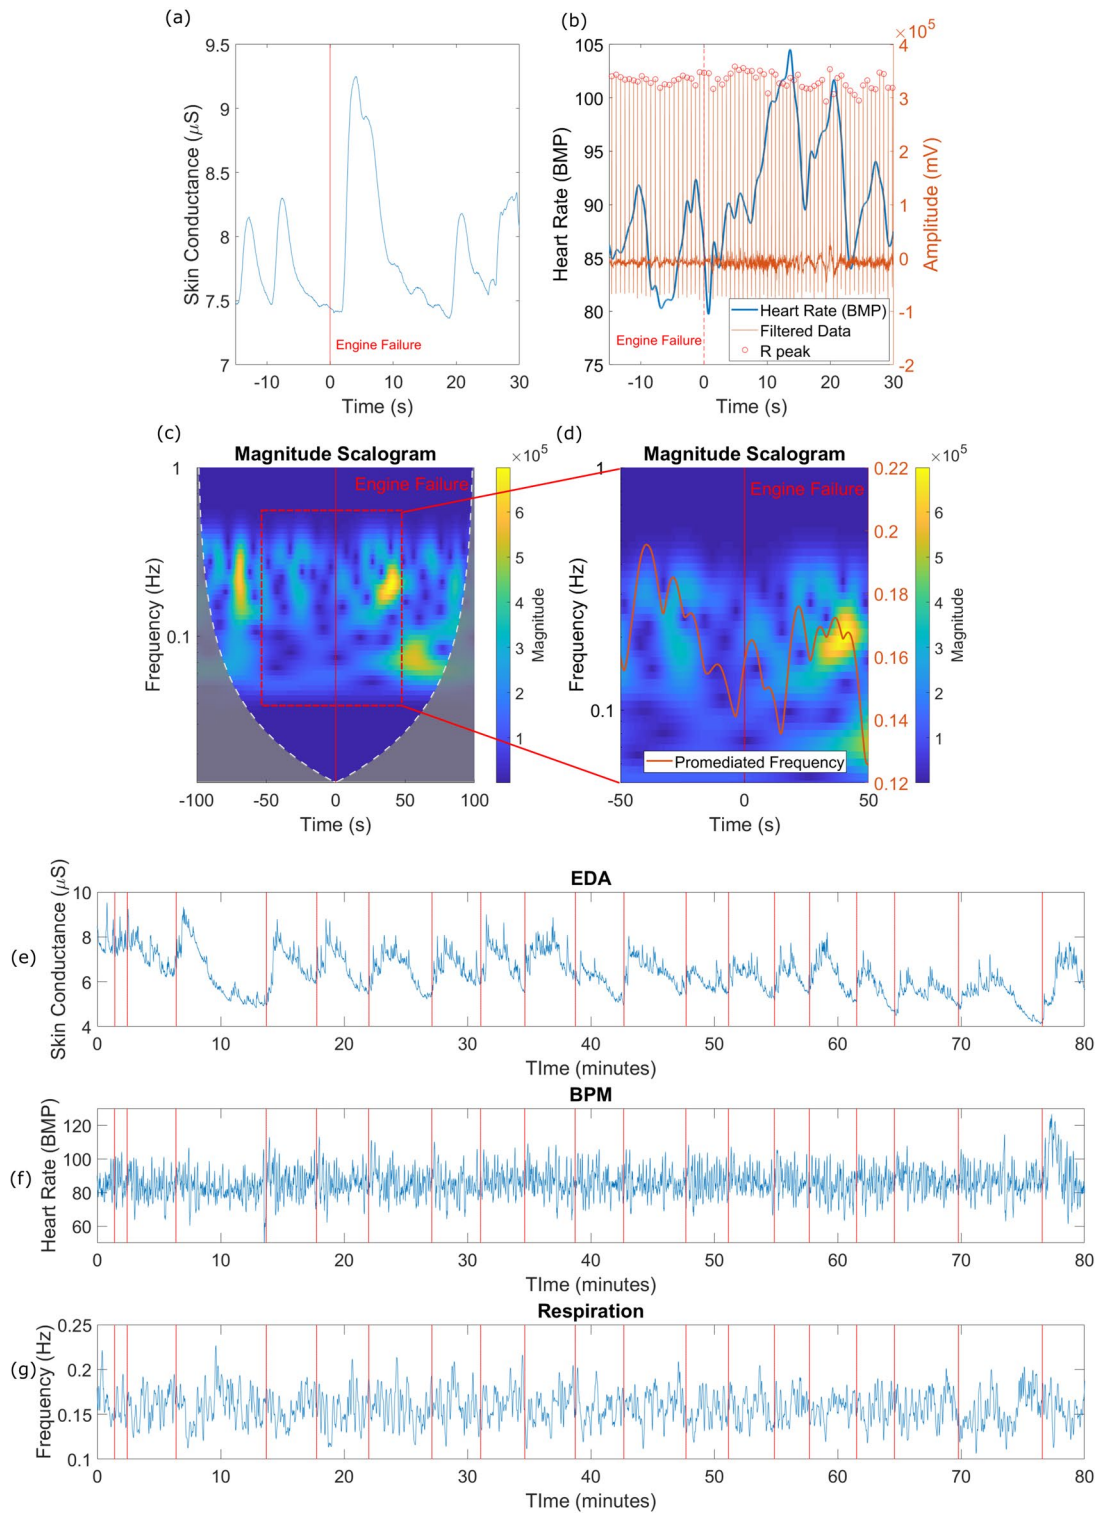 (a)
9.5
9
8.5
8
7.5
7
Skin Conductance (μS)
Engine Failure
-10 0 10 20 30
Time (s)
(b)
×10⁵
105
100
95
90
85
80
75
Heart Rate (BMP)
4
3
2
1
0
-1
-2
Amplitude (mV)
Heart Rate (BMP)
Filtered Data
R peak
Engine Failure
-10 0 10 20 30
Time (s)
(c)
Magnitude Scalogram
×10⁵
1
0.1
Frequency (Hz)
Engine Failure
6
5
4
3
2
1
Magnitude
-100 -50 0 50 100
Time (s)
(d)
Magnitude Scalogram
×10⁵
1
0.1
Frequency (Hz)
Engine Failure
0.22
0.2
0.18
0.16
0.14
0.12
6
5
4
3
2
1
Magnitude
Promediated Frequency
-50 0 50
Time (s)
(e)
EDA
10
8
6
4
Skin Conductance (μS)
0 10 20 30 40 50 60 70 80
TIme (minutes)
(f)
BPM
120
100
80
60
Heart Rate (BMP)
0 10 20 30 40 50 60 70 80
TIme (minutes)
(g)
Respiration
0.25
0.2
0.15
0.1
Frequency (Hz)
0 10 20 30 40 50 60 70 80
TIme (minutes)